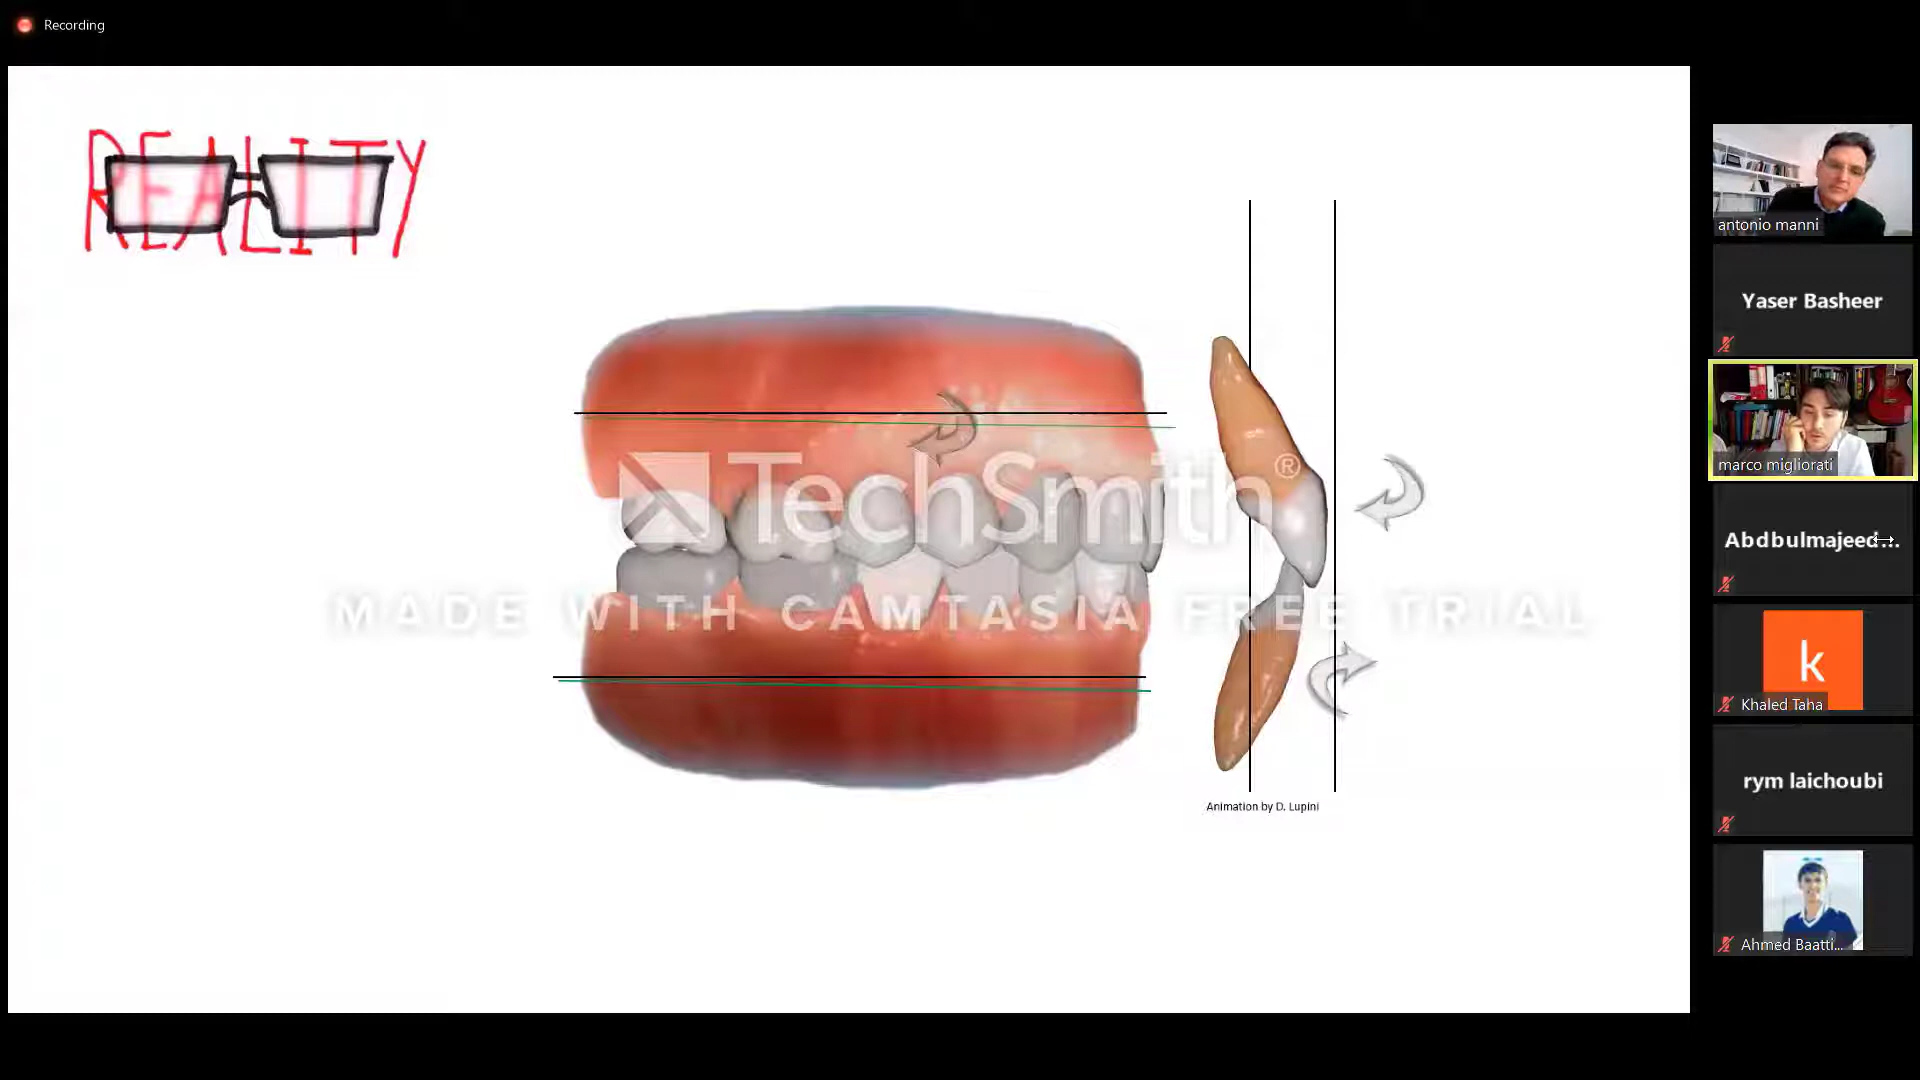 Recording
REALITY
TechSmith®
MADE WITH CAMTASIA FREE TRIAL
Animation by D. Lupini
antonio manni
Yaser Basheer
marco migliorati
Abdbulmajeed...
k
Khaled Taha
rym laichoubi
Ahmed Baatti...